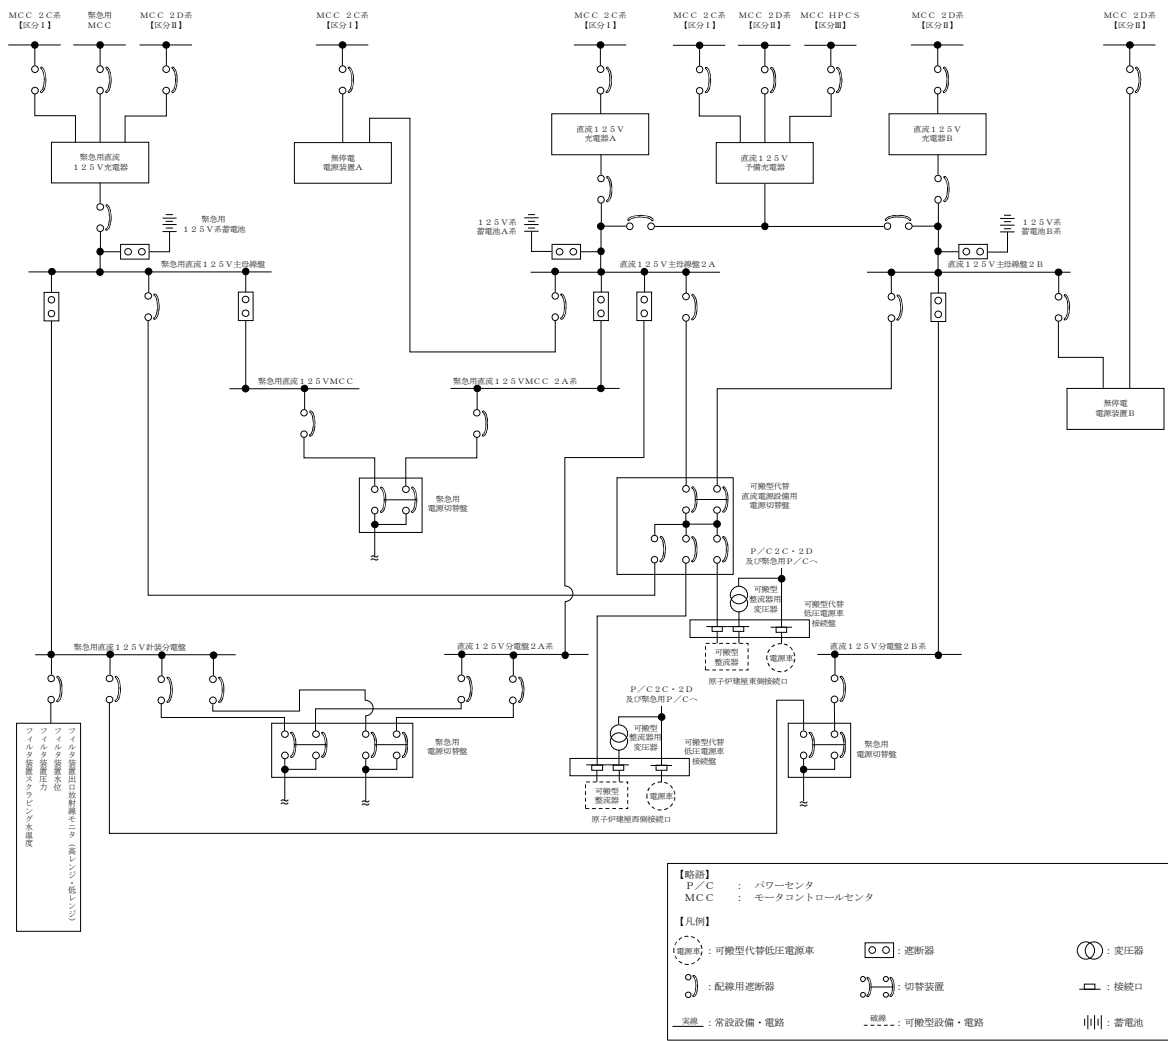 MCC 2C系
【区分Ⅰ】
緊急用
MCC
MCC 2D系
【区分Ⅱ】
MCC 2C系
【区分Ⅰ】
MCC 2C系
【区分Ⅰ】
MCC 2C系
【区分Ⅰ】
MCC 2D系
【区分Ⅱ】
MCC HPCS
【区分Ⅲ】
MCC 2D系
【区分Ⅱ】
MCC 2D系
【区分Ⅱ】
緊急用直流
125V充電器
無停電
電源装置A
直流125V
充電器A
直流125V
予備充電器
直流125V
充電器B
緊急用
125V系蓄電池
125V系
蓄電池A系
125V系
蓄電池B系
緊急用直流125V主母線盤
直流125V主母線盤2A
直流125V主母線盤2B
緊急用直流125VMCC
緊急用直流125VMCC 2A系
無停電
電源装置B
緊急用
電源切替盤
可搬型代替
直流電源設備用
電源切替盤
P/C2C・2D
及び緊急用P/Cへ
可搬型
整流器用
変圧器
可搬型代替
低圧電源車
接続盤
可搬型
整流器
電源車
原子炉建屋東側接続口
緊急用直流125V計装分電盤
直流125V分電盤2A系
直流125V分電盤2B系
P/C2C・2D
及び緊急用P/Cへ
可搬型
整流器用
変圧器
可搬型代替
低圧電源車
接続盤
可搬型
整流器
電源車
原子炉建屋西側接続口
緊急用
電源切替盤
緊急用
電源切替盤
フィルタ装置出口放射線モニタ(高レンジ・低レンジ)
フィルタ装置水位
フィルタ装置圧力
フィルタ装置スクラビング水温度
【略語】
P/C : パワーセンタ
MCC : モータコントロールセンタ
【凡例】
電源車 : 可搬型代替低圧電源車
: 遮断器
: 変圧器
: 配線用遮断器
: 切替装置
: 接続口
実線 : 常設設備・電路
破線 : 可搬型設備・電路
: 蓄電池